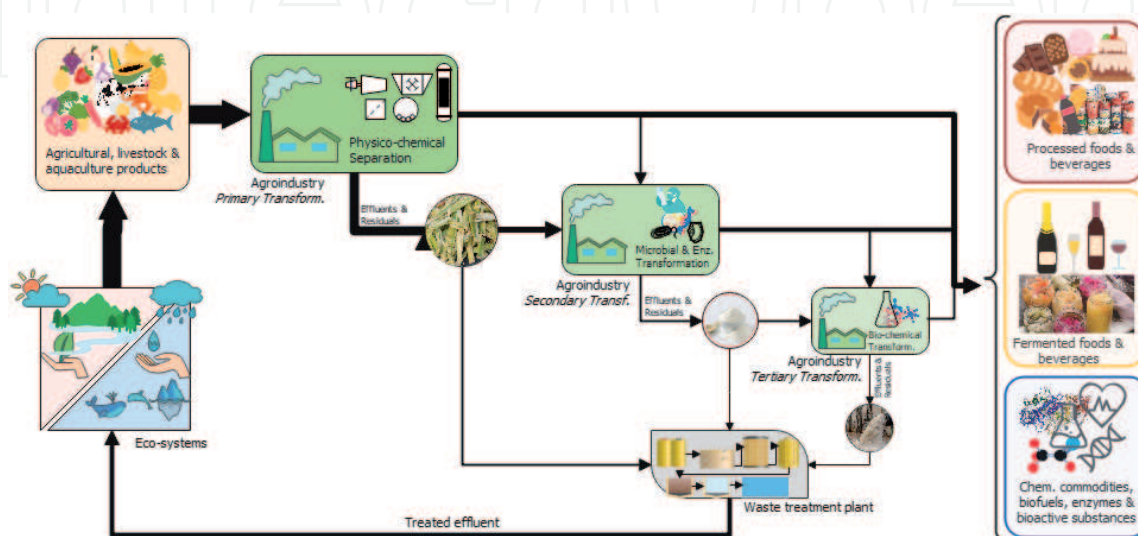 Agricultural, livestock &
aquaculture products
Physico-chemical
Separation
Agroindustry
Primary Transform.
Effluents &
Residuals
Microbial & Enz.
Transformation
Agroindustry
Secondary Transf.
Effluents &
Residuals
Bio-chemical
Transform.
Agroindustry
Tertiary Transform.
Effluents &
Residuals
Eco-systems
Waste treatment plant
Treated effluent
Processed foods &
beverages
Fermented foods &
beverages
Chem. commodities,
biofuels, enzymes &
bioactive substances